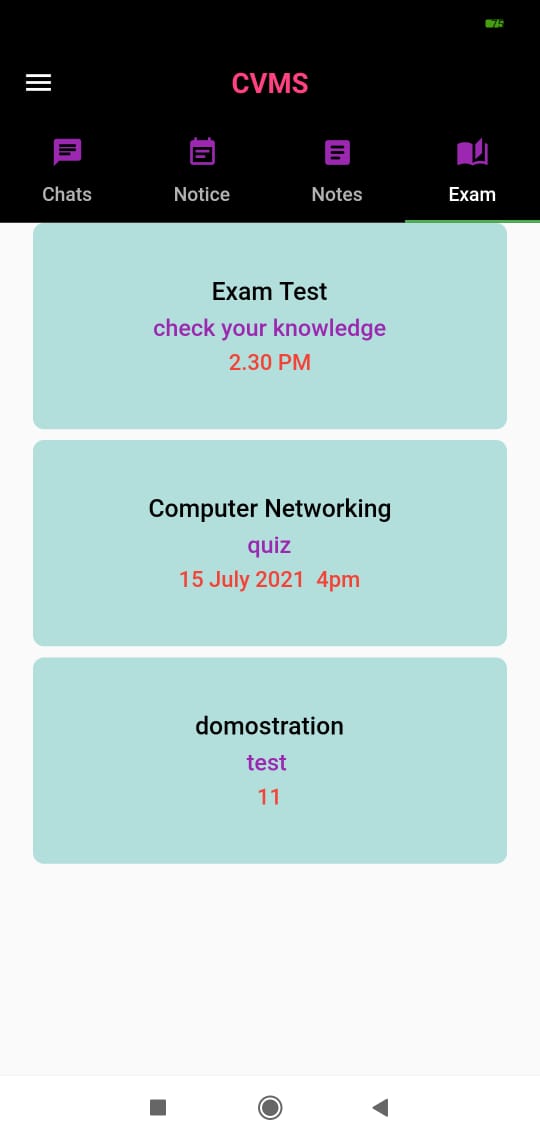 75
CVMS
Chats Notice Notes Exam
Exam Test
check your knowledge
2.30 PM
Computer Networking
quiz
15 July 2021  4pm
domostration
test
11